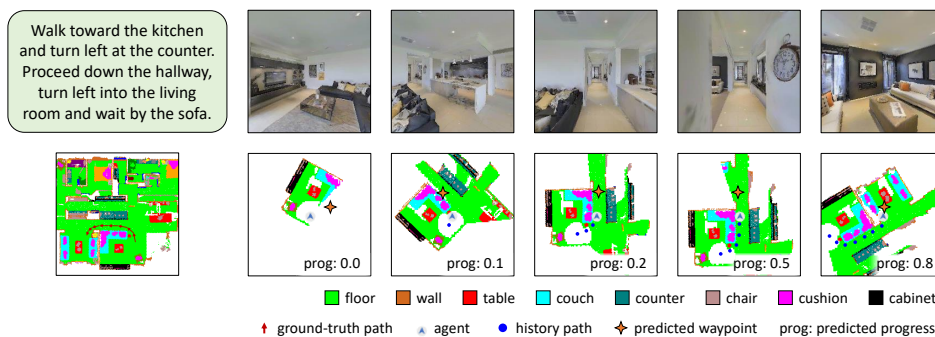 Walk toward the kitchen
and turn left at the counter.
Proceed down the hallway,
turn left into the living
room and wait by the sofa.
prog: 0.0
prog: 0.1
prog: 0.2
prog: 0.5
prog: 0.8
floor wall table couch counter chair cushion cabinet
ground-truth path agent history path predicted waypoint prog: predicted progress